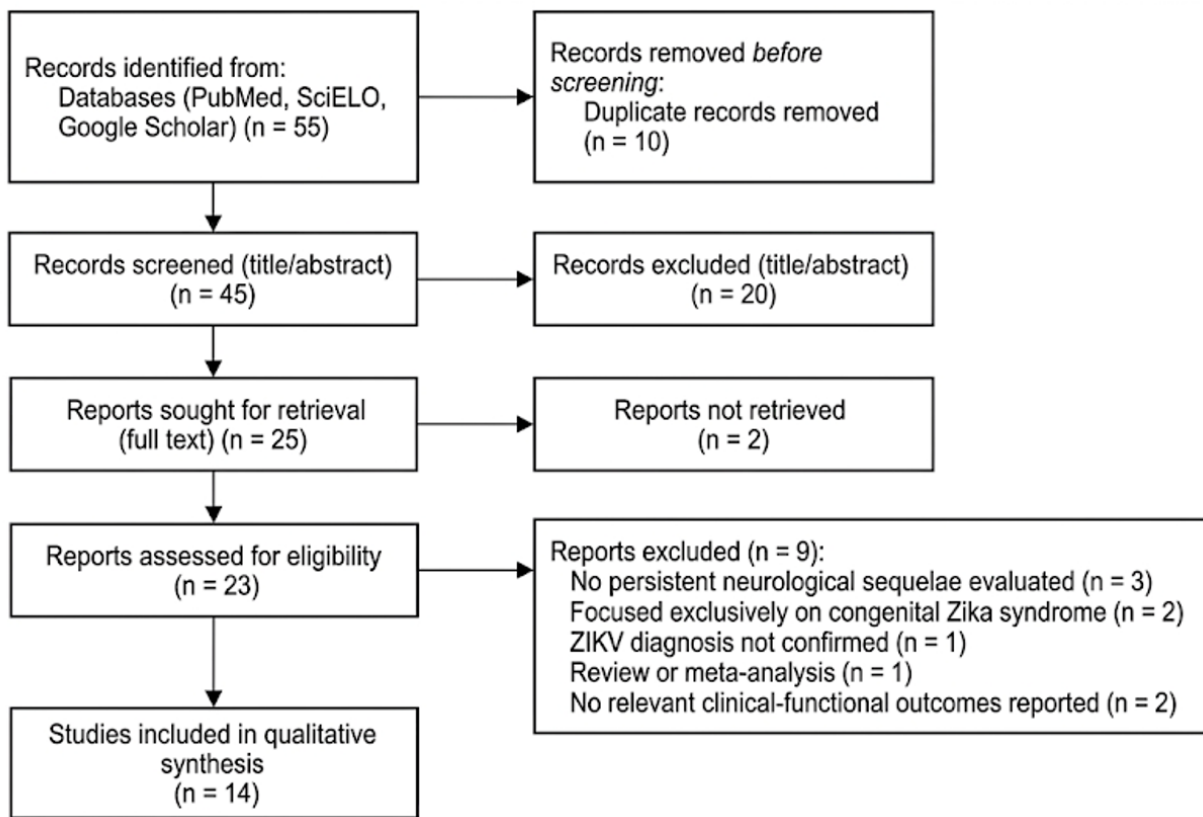 Records identified from:
Databases (PubMed, SciELO,
Google Scholar) (n = 55)
Records removed before
screening:
Duplicate records removed
(n = 10)
Records screened (title/abstract)
(n = 45)
Records excluded (title/abstract)
(n = 20)
Reports sought for retrieval
(full text) (n = 25)
Reports not retrieved
(n = 2)
Reports assessed for eligibility
(n = 23)
Reports excluded (n = 9):
No persistent neurological sequelae evaluated (n = 3)
Focused exclusively on congenital Zika syndrome (n = 2)
ZIKV diagnosis not confirmed (n = 1)
Review or meta-analysis (n = 1)
No relevant clinical-functional outcomes reported (n = 2)
Studies included in qualitative
synthesis
(n = 14)